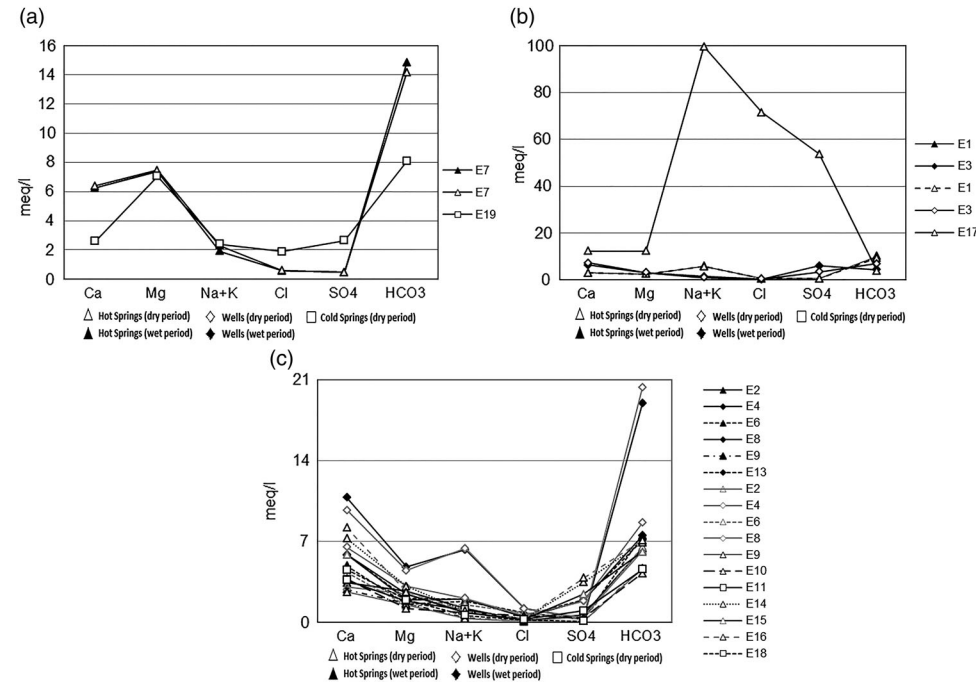 (a)
16
14
12
10
8
6
4
2
0
meq/l
Ca Mg Na+K Cl SO4 HCO3
E7
E7
E19
Hot Springs (dry period) Wells (dry period) Cold Springs (dry period)
Hot Springs (wet period) Wells (wet period)
(b)
100
80
60
40
20
0
meq/l
Ca Mg Na+K Cl SO4 HCO3
E1
E3
E1
E3
E17
Hot Springs (dry period) Wells (dry period) Cold Springs (dry period)
Hot Springs (wet period) Wells (wet period)
(c)
21
14
7
0
meq/l
Ca Mg Na+K Cl SO4 HCO3
E2
E4
E6
E8
E9
E13
E2
E4
E6
E8
E9
E10
E11
E14
E15
E16
E18
Hot Springs (dry period) Wells (dry period) Cold Springs (dry period)
Hot Springs (wet period) Wells (wet period)